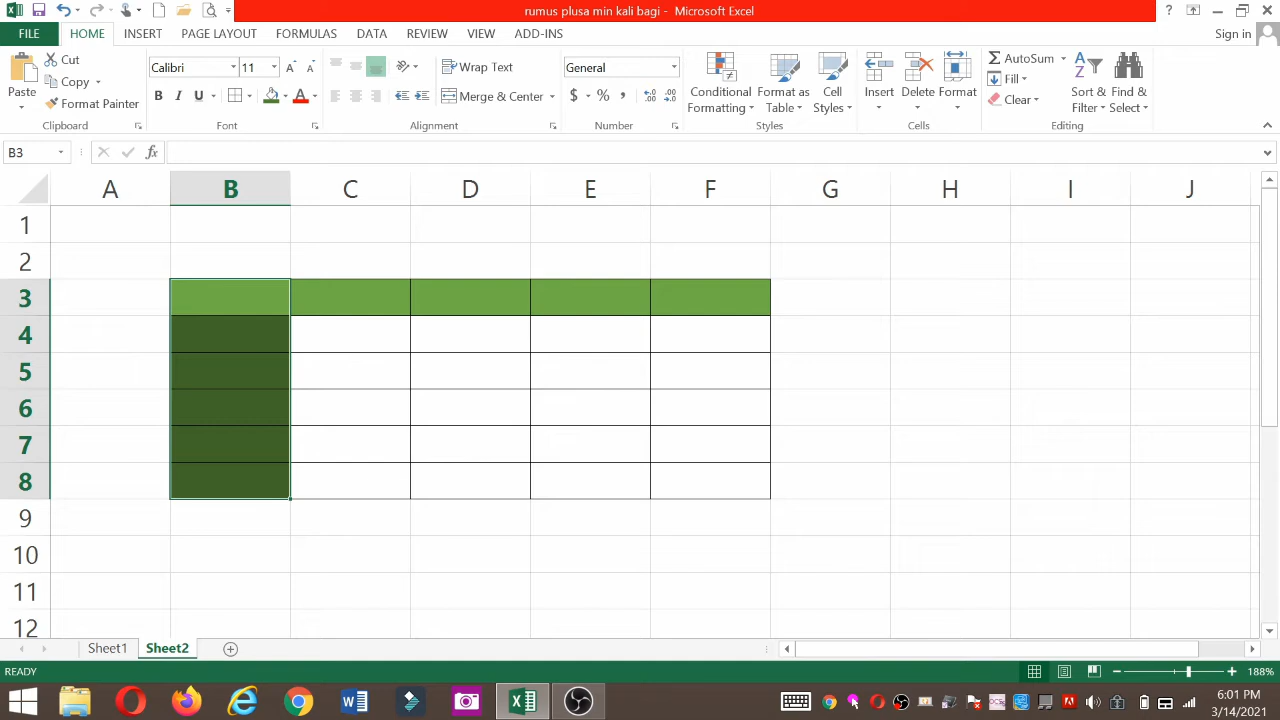 rumus plusa min kali bagi - Microsoft Excel
?
FILE HOME INSERT PAGE LAYOUT FORMULAS DATA REVIEW VIEW ADD-INS Sign in
Paste
Cut
Copy
Format Painter
Clipboard
Calibri 11
B I U A
Font
Wrap Text
Merge & Center
Alignment
General
$ % ,
Number
Conditional Formatting
Format as Table
Cell Styles
Styles
Insert Delete Format
Cells
AutoSum
Fill
Clear
Sort & Filter
Find & Select
Editing
B3 fx
A B C D E F G H I J
1
2
3
4
5
6
7
8
9
10
11
12
Sheet1 Sheet2
READY 188%
6:01 PM
3/14/2021